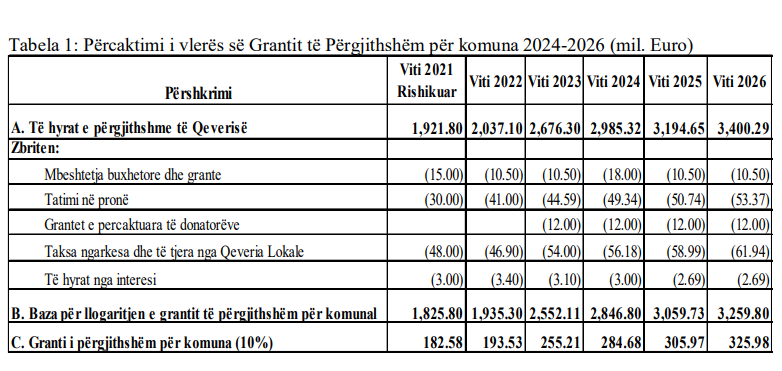 Tabela 1: Përcaktimi i vlerës së Grantit të Përgjithshëm për komuna 2024-2026 (mil. Euro)
Përshkrimi Viti 2021 Rishikuar Viti 2022 Viti 2023 Viti 2024 Viti 2025 Viti 2026
A. Të hyrat e përgjithshme të Qeverisë 1,921.80 2,037.10 2,676.30 2,985.32 3,194.65 3,400.29
Zbriten:
Mbeshtetja buxhetore dhe grante (15.00) (10.50) (10.50) (18.00) (10.50) (10.50)
Tatimi në pronë (30.00) (41.00) (44.59) (49.34) (50.74) (53.37)
Grantet e percaktuara të donatorëve (12.00) (12.00) (12.00) (12.00)
Taksa ngarkesa dhe të tjera nga Qeveria Lokale (48.00) (46.90) (54.00) (56.18) (58.99) (61.94)
Të hyrat nga interesi (3.00) (3.40) (3.10) (3.00) (2.69) (2.69)
B. Baza për llogaritjen e grantit të përgjithshëm për komunal 1,825.80 1,935.30 2,552.11 2,846.80 3,059.73 3,259.80
C. Granti i përgjithshëm për komuna (10%) 182.58 193.53 255.21 284.68 305.97 325.98